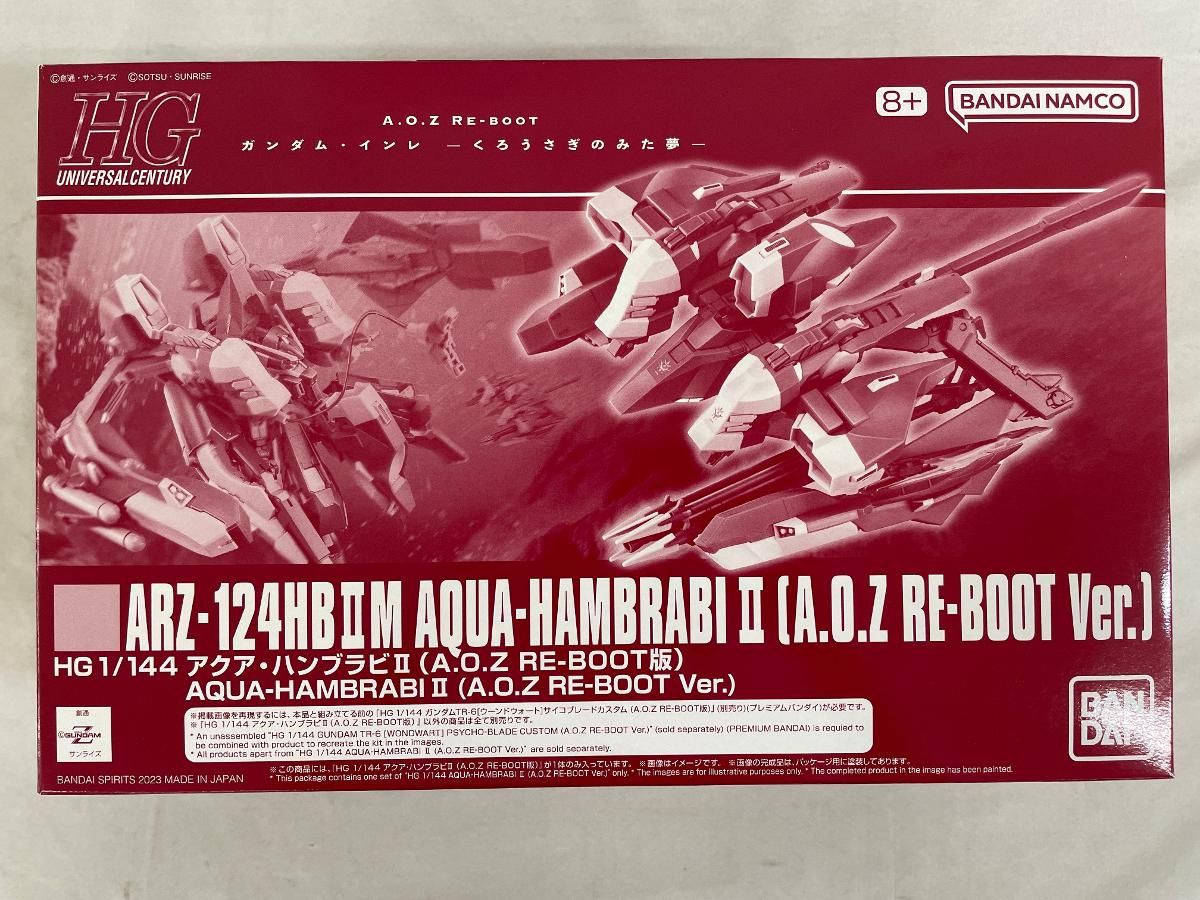 ©創通・サンライズ ©SOTSU・SUNRISE
HG
UNIVERSAL CENTURY
A.O.Z RE-BOOT
ガンダム・インレ ―くろうさぎのみた夢―
8+
BANDAI NAMCO
ARZ-124HBⅡM AQUA-HAMBRABI Ⅱ (A.O.Z RE-BOOT Ver.)
HG 1/144 アクア・ハンブラビⅡ (A.O.Z RE-BOOT版)
AQUA-HAMBRABI Ⅱ (A.O.Z RE-BOOT Ver.)
創通
©GUNDAM
サンライズ
※掲載画像を再現するには、本品と組み立てる前の「HG 1/144 ガンダムTR-6[ウーンドウォート]サイコブレードカスタム (A.O.Z RE-BOOT版)」(別売り)(プレミアムバンダイ)が必要です。
※「HG 1/144 アクア・ハンブラビⅡ (A.O.Z RE-BOOT版)」以外の商品は全て別売りです。
* An unassembled "HG 1/144 GUNDAM TR-6 [WONDWART] PSYCHO-BLADE CUSTOM (A.O.Z RE-BOOT Ver.)" (sold separately) (PREMIUM BANDAI) is required to
be combined with product to recreate the kit in the images.
* All products apart from "HG 1/144 AQUA-HAMBRABI Ⅱ (A.O.Z RE-BOOT Ver.)" are sold separately.
BAN
DAI
BANDAI SPIRITS 2023 MADE IN JAPAN
※この商品には、「HG 1/144 アクア・ハンブラビⅡ (A.O.Z RE-BOOT版)」が1体のみ入っています。 ※画像はイメージです。 ※画像の完成品は、パッケージ用に塗装してあります。
* This package contains one set of "HG 1/144 AQUA-HAMBRABI Ⅱ (A.O.Z RE-BOOT Ver.)" only. * The images are for illustrative purposes only. * The completed product in the image has been painted.